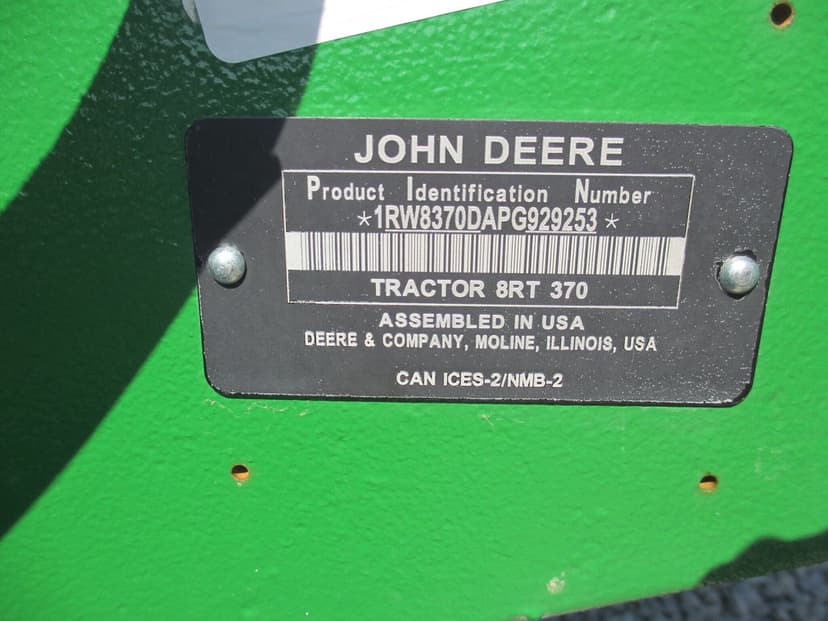 JOHN DEERE
Product Identification Number
*1RW8370DAPG929253*
TRACTOR 8RT 370
ASSEMBLED IN USA
DEERE & COMPANY, MOLINE, ILLINOIS, USA
CAN ICES-2/NMB-2